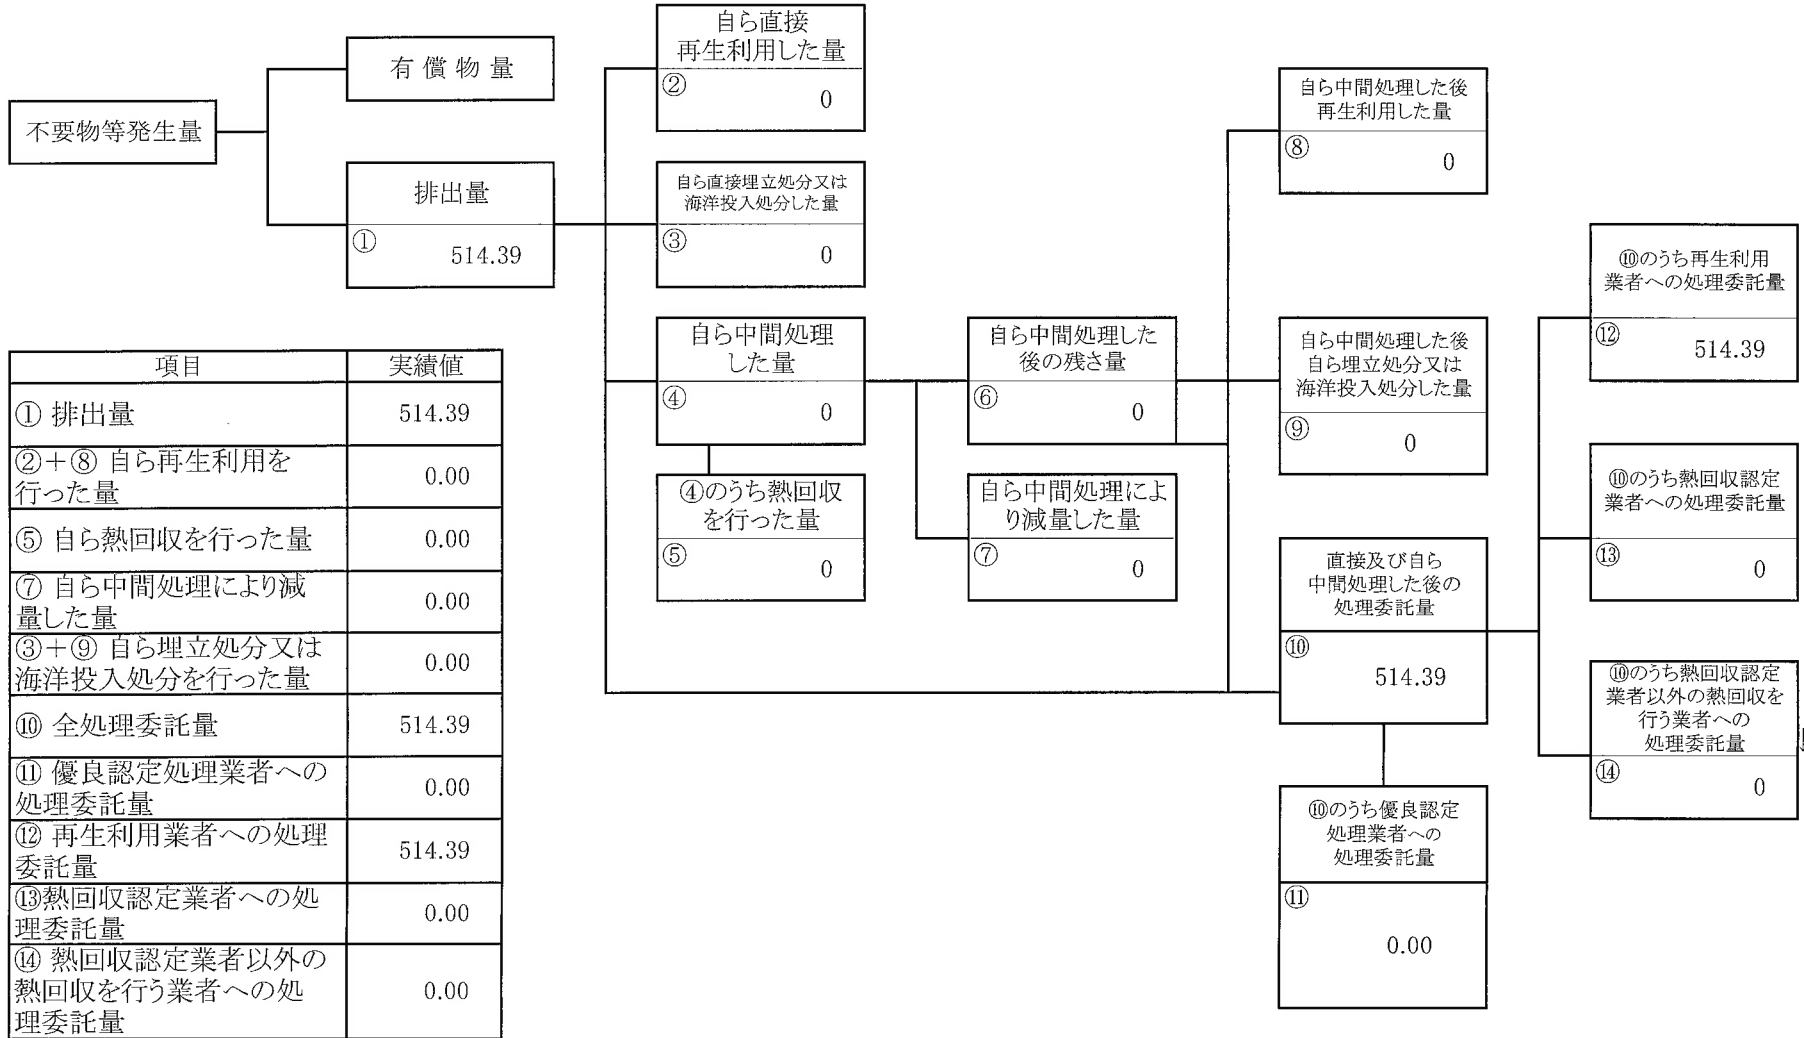 不要物等発生量
有償物量
排出量
①
514.39
自ら直接
再生利用した量
②
0
自ら直接埋立処分又は
海洋投入処分した量
③
0
自ら中間処理
した量
④
0
④のうち熱回収
を行った量
⑤
0
自ら中間処理した
後の残さ量
⑥
0
自ら中間処理によ
り減量した量
⑦
0
自ら中間処理した後
再生利用した量
⑧
0
自ら中間処理した後
自ら埋立処分又は
海洋投入処分した量
⑨
0
直接及び自ら
中間処理した後の
処理委託量
⑩
514.39
⑩のうち優良認定
処理業者への
処理委託量
⑪
0.00
⑩のうち再生利用
業者への処理委託量
⑫
514.39
⑩のうち熱回収認定
業者への処理委託量
⑬
0
⑩のうち熱回収認定
業者以外の熱回収を
行う業者への
処理委託量
⑭
0
項目 実績値
① 排出量 514.39
②＋⑧ 自ら再生利用を
行った量 0.00
⑤ 自ら熱回収を行った量 0.00
⑦ 自ら中間処理により減
量した量 0.00
③＋⑨ 自ら埋立処分又は
海洋投入処分を行った量 0.00
⑩ 全処理委託量 514.39
⑪ 優良認定処理業者への
処理委託量 0.00
⑫ 再生利用業者への処理
委託量 514.39
⑬熱回収認定業者への処
理委託量 0.00
⑭ 熱回収認定業者以外の
熱回収を行う業者への処
理委託量 0.00